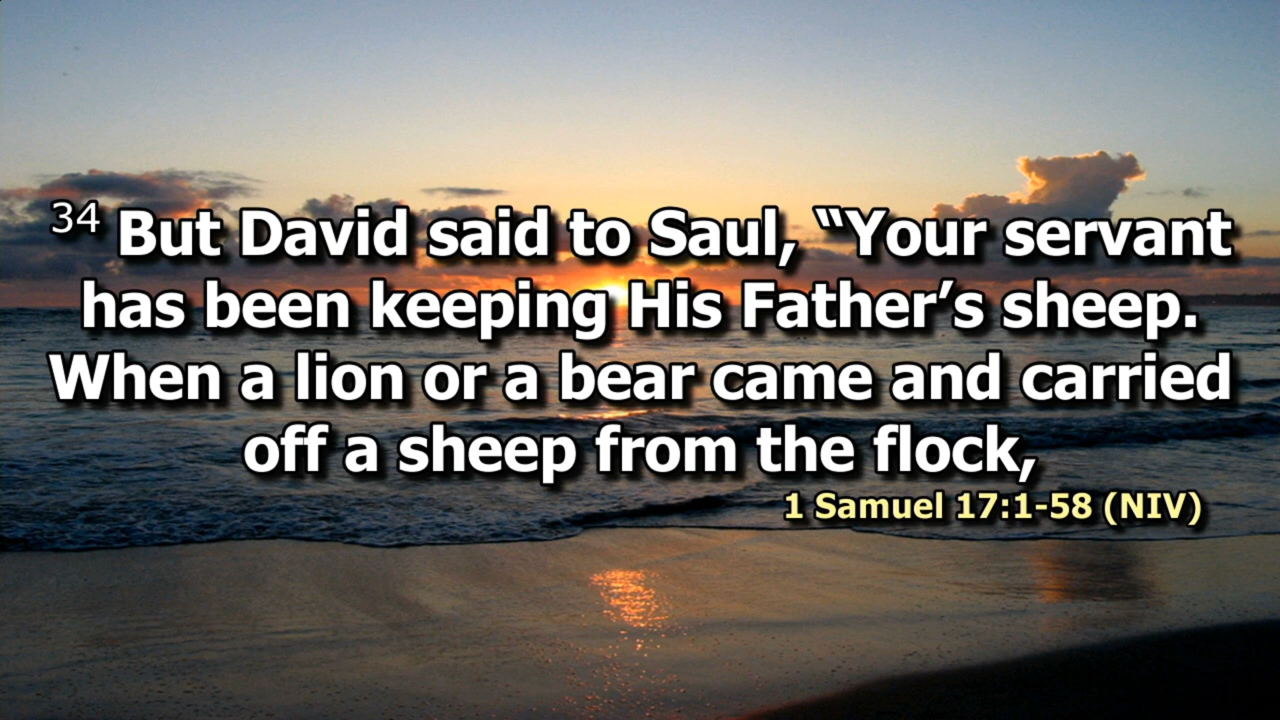 34 But David said to Saul, “Your servant
has been keeping His Father’s sheep.
When a lion or a bear came and carried
off a sheep from the flock,
1 Samuel 17:1-58 (NIV)